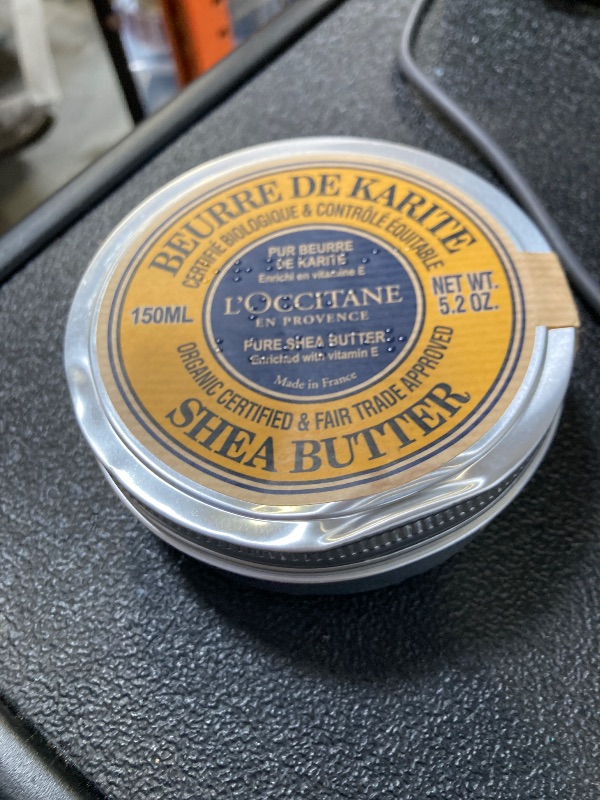 BEURRE DE KARITÉ
CERTIFIÉ BIOLOGIQUE & CONTRÔLÉ ÉQUITABLE
PUR BEURRE
DE KARITÉ
Enrichi en vitamine E
150ML
L'OCCITANE
EN PROVENCE
NET WT.
5.2 OZ.
PURE SHEA BUTTER
Enriched with vitamin E
Made in France
ORGANIC CERTIFIED & FAIR TRADE APPROVED
SHEA BUTTER